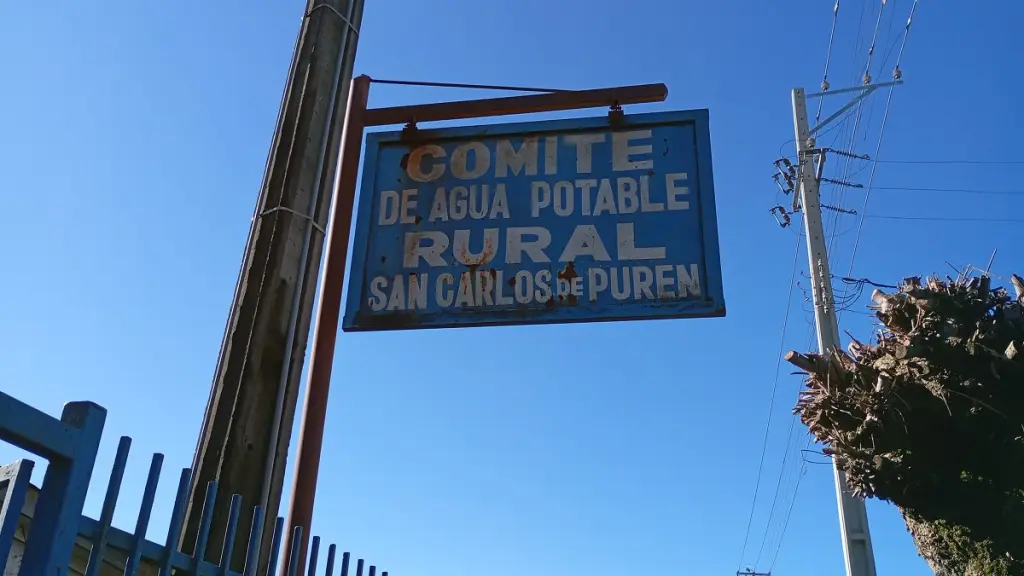 COMITE
DE AGUA POTABLE
RURAL
SAN CARLOS DE PUREN